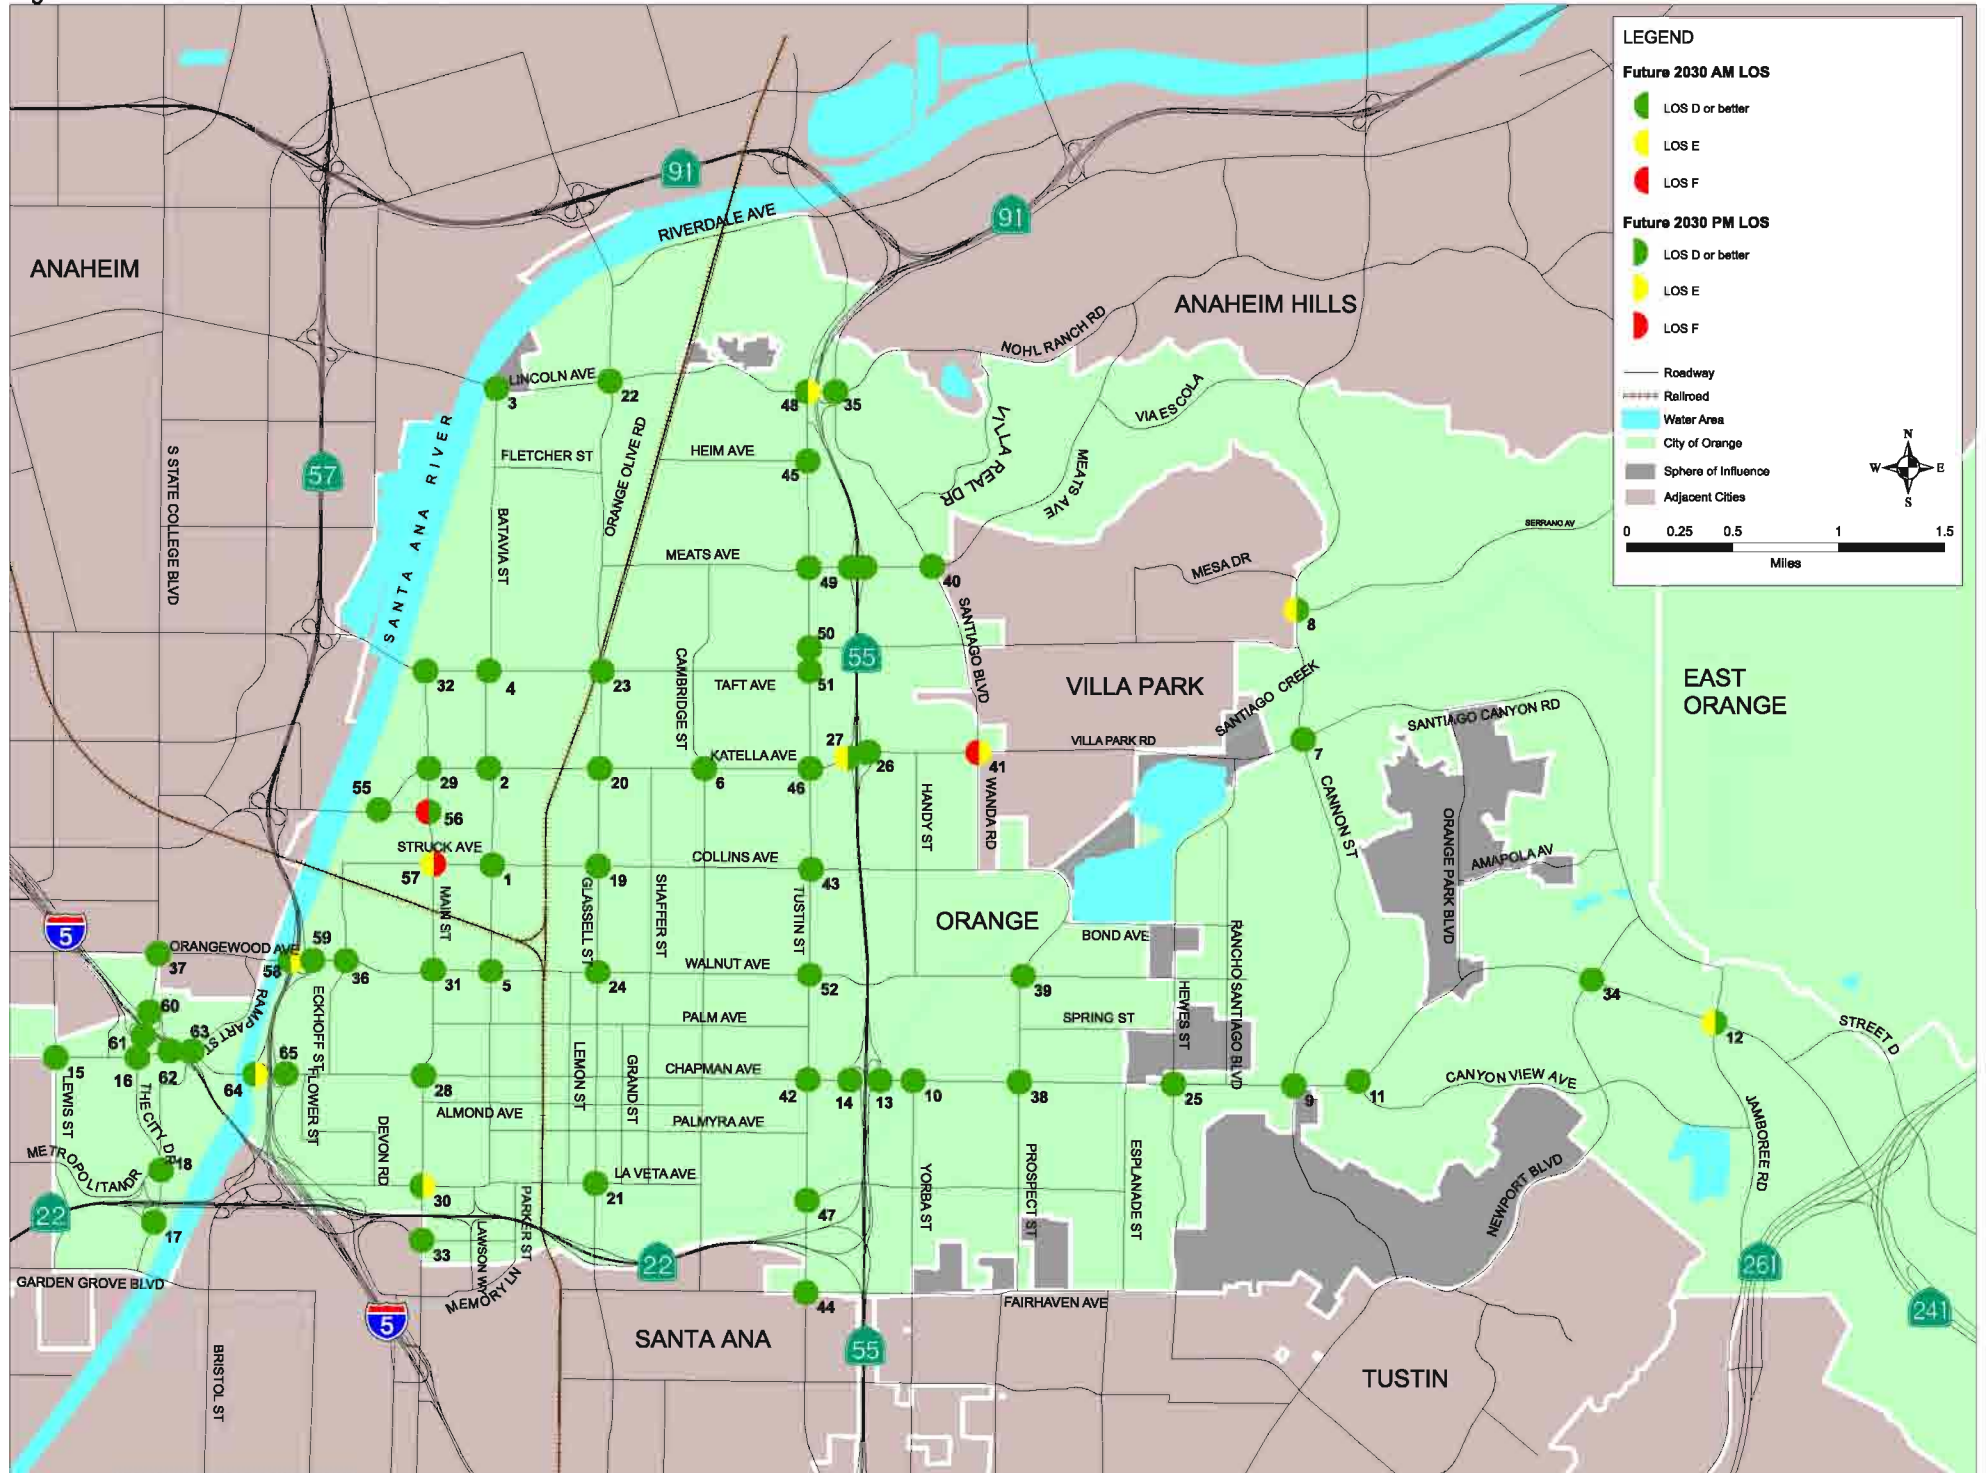 LEGEND
Future 2030 AM LOS
LOS D or better
LOS E
LOS F
Future 2030 PM LOS
LOS D or better
LOS E
LOS F
Roadway
Railroad
Water Area
City of Orange
Sphere of Influence
Adjacent Cities
N
W E
S
0 0.25 0.5 1 1.5
Miles
91
91
RIVERDALE AVE
ANAHEIM
ANAHEIM HILLS
NOHL RANCH RD
LINCOLN AVE
3
22
48
35
VIA ESCOLA
VILLA REAL DR
SANTA ANA RIVER
S STATE COLLEGE BLVD
57
FLETCHER ST
ORANGE OLIVE RD
HEIM AVE
45
MEATS AVE
BATAVIA ST
MEATS AVE
49
40
SERRANO AV
MESA DR
8
SANTIAGO BLVD
50
55
32
4
23
CAMBRIDGE ST
TAFT AVE
51
VILLA PARK
SANTIAGO CREEK
EAST
ORANGE
SANTIAGO CANYON RD
VILLA PARK RD
7
27
KATELLA AVE
26
41
29
2
20
6
46
55
56
HANDY ST
WANDA RD
CANNON ST
ORANGE PARK BLVD
AMAPOLA AV
STRUCK AVE
57
1
19
COLLINS AVE
43
MAIN ST
GLASSELL ST
SHAFFER ST
TUSTIN ST
ORANGE
5
ORANGEWOOD AVE
37
58
59
36
31
5
24
WALNUT AVE
52
39
BOND AVE
RANCHO SANTIAGO BLVD
HEWES ST
34
12
STREET D
60
61
63
RAMPART ST
ECKHOFF ST
PALM AVE
SPRING ST
15
16
62
64
65
28
LEMON ST
GRAND ST
CHAPMAN AVE
42
14
13
10
38
25
9
11
CANYON VIEW AVE
LEWIS ST
THE CITY DR
FLOWER ST
ALMOND AVE
PALMYRA AVE
DEVON RD
METROPOLITAN DR
18
30
LA VETA AVE
21
PARKER ST
YORBA ST
PROSPECT ST
ESPLANADE ST
NEWPORT BLVD
JAMBOREE RD
22
17
33
LAWSON WY
47
22
261
241
GARDEN GROVE BLVD
MEMORY LN
44
FAIRHAVEN AVE
5
SANTA ANA
55
TUSTIN
BRISTOL ST